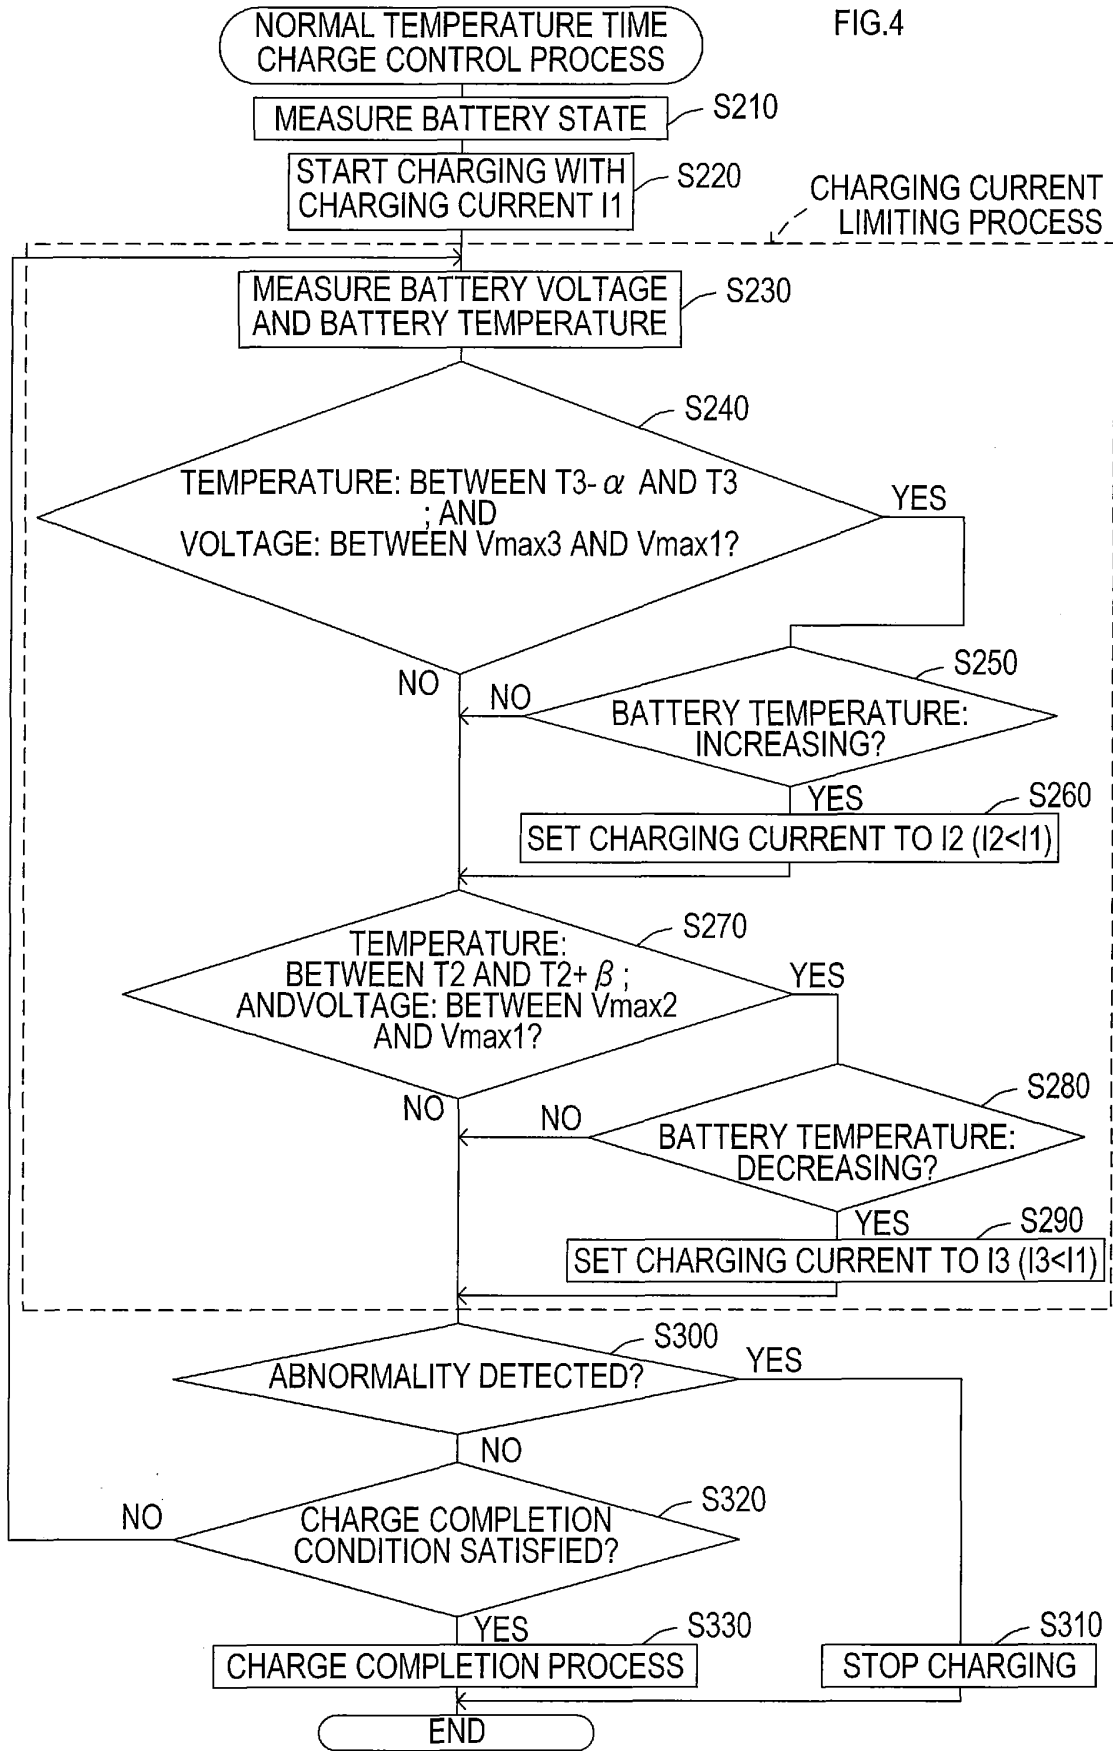 FIG.4
NORMAL TEMPERATURE TIME
CHARGE CONTROL PROCESS
MEASURE BATTERY STATE
S210
START CHARGING WITH
CHARGING CURRENT I1
S220
CHARGING CURRENT
LIMITING PROCESS
MEASURE BATTERY VOLTAGE
AND BATTERY TEMPERATURE
S230
S240
TEMPERATURE: BETWEEN T3-α AND T3
; AND
VOLTAGE: BETWEEN Vmax3 AND Vmax1?
YES
NO
S250
NO
BATTERY TEMPERATURE:
INCREASING?
YES
S260
SET CHARGING CURRENT TO I2 (I2<I1)
S270
TEMPERATURE:
BETWEEN T2 AND T2+β;
ANDVOLTAGE: BETWEEN Vmax2
AND Vmax1?
YES
NO
S280
NO
BATTERY TEMPERATURE:
DECREASING?
YES
S290
SET CHARGING CURRENT TO I3 (I3<I1)
S300
ABNORMALITY DETECTED?
YES
NO
S320
NO
CHARGE COMPLETION
CONDITION SATISFIED?
YES
S330
CHARGE COMPLETION PROCESS
S310
STOP CHARGING
END